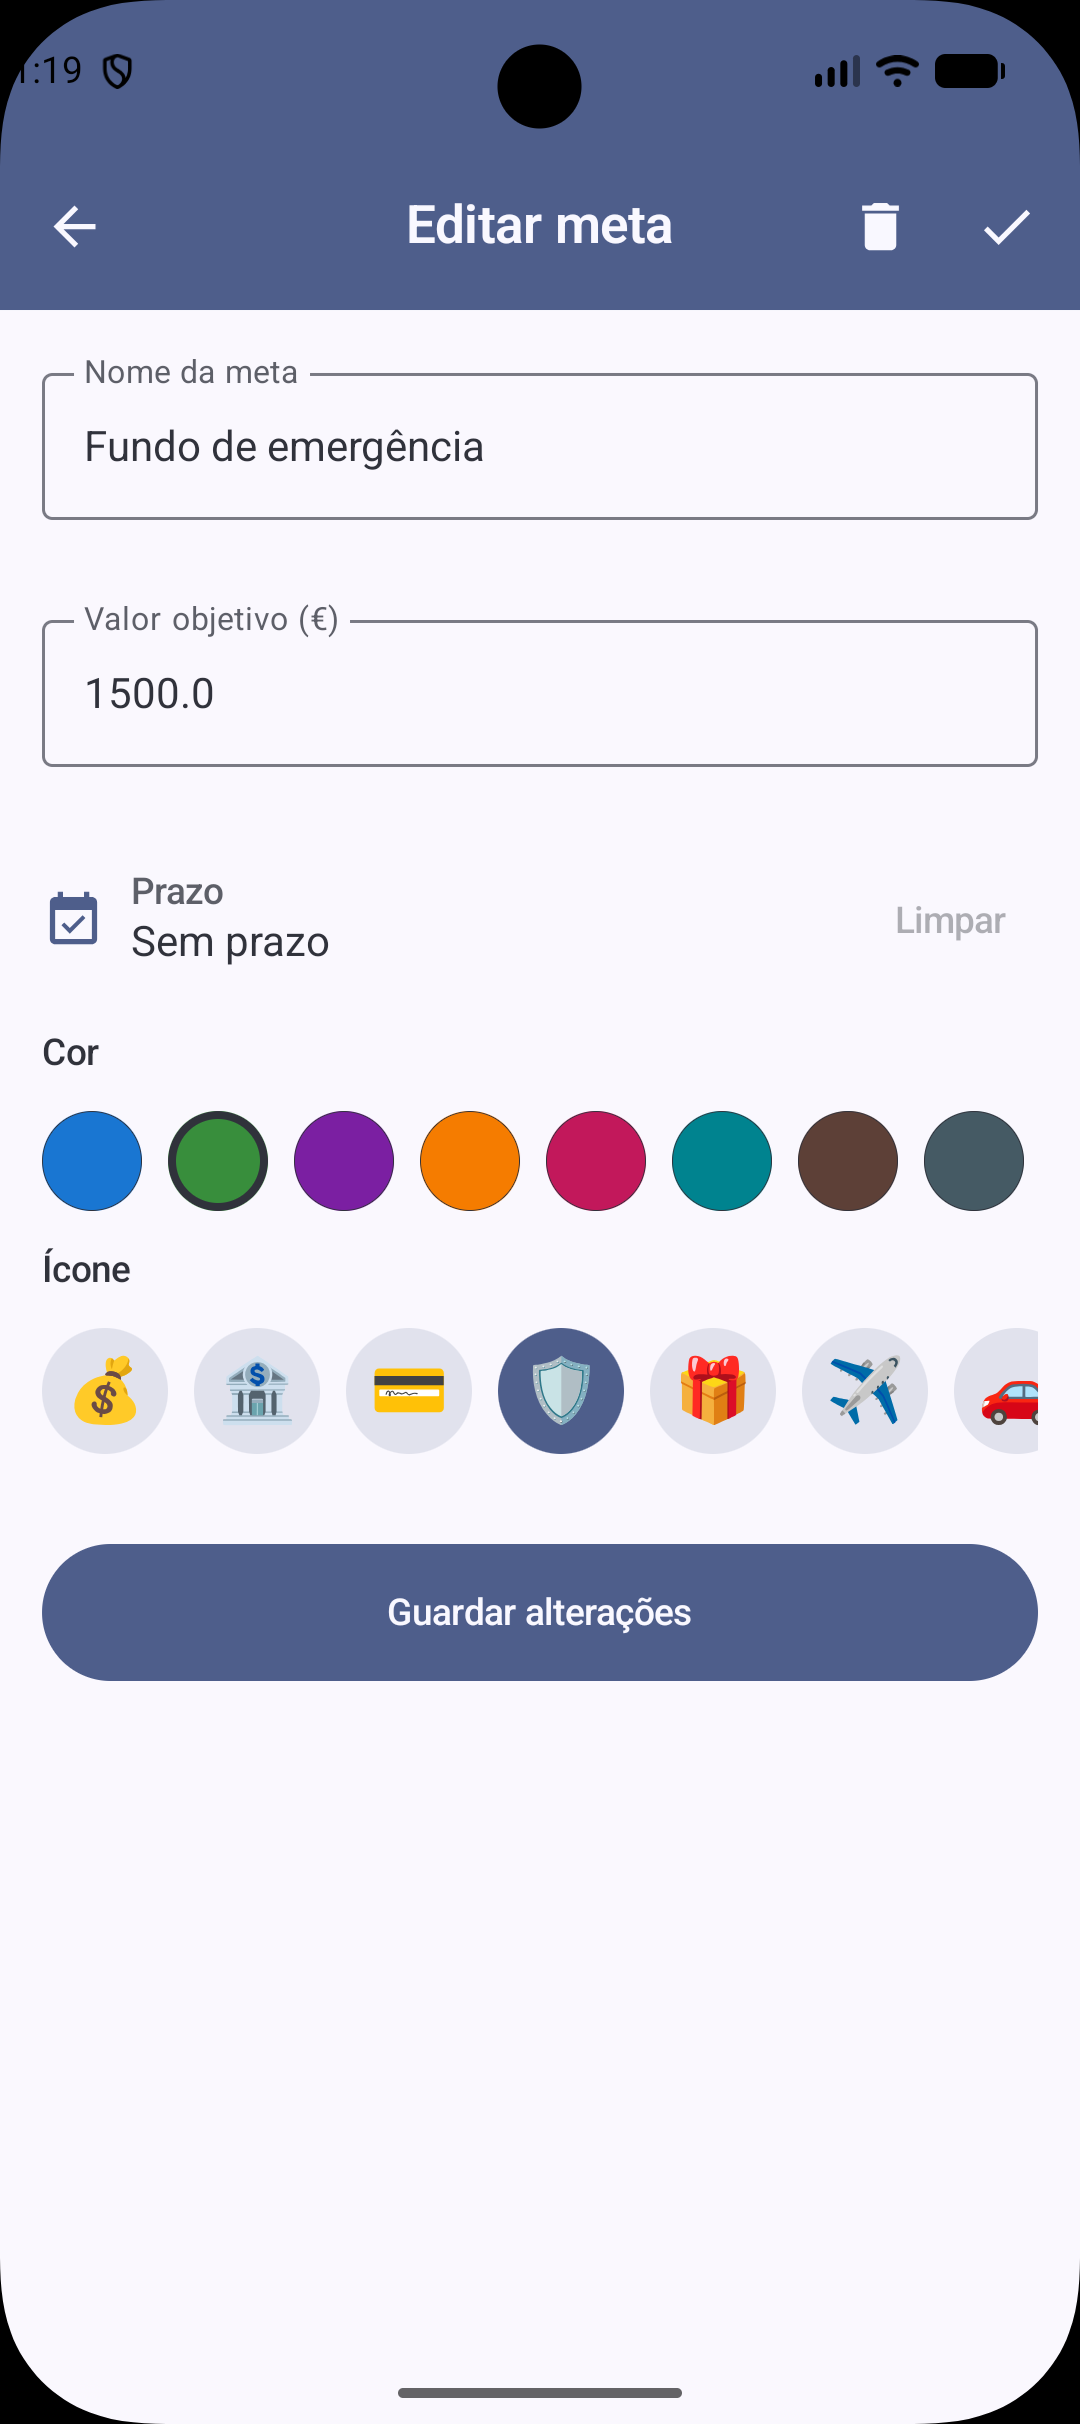 :19
Editar meta
Nome da meta
Fundo de emergência
Valor objetivo (€)
1500.0
Prazo
Sem prazo
Limpar
Cor
Ícone
Guardar alterações